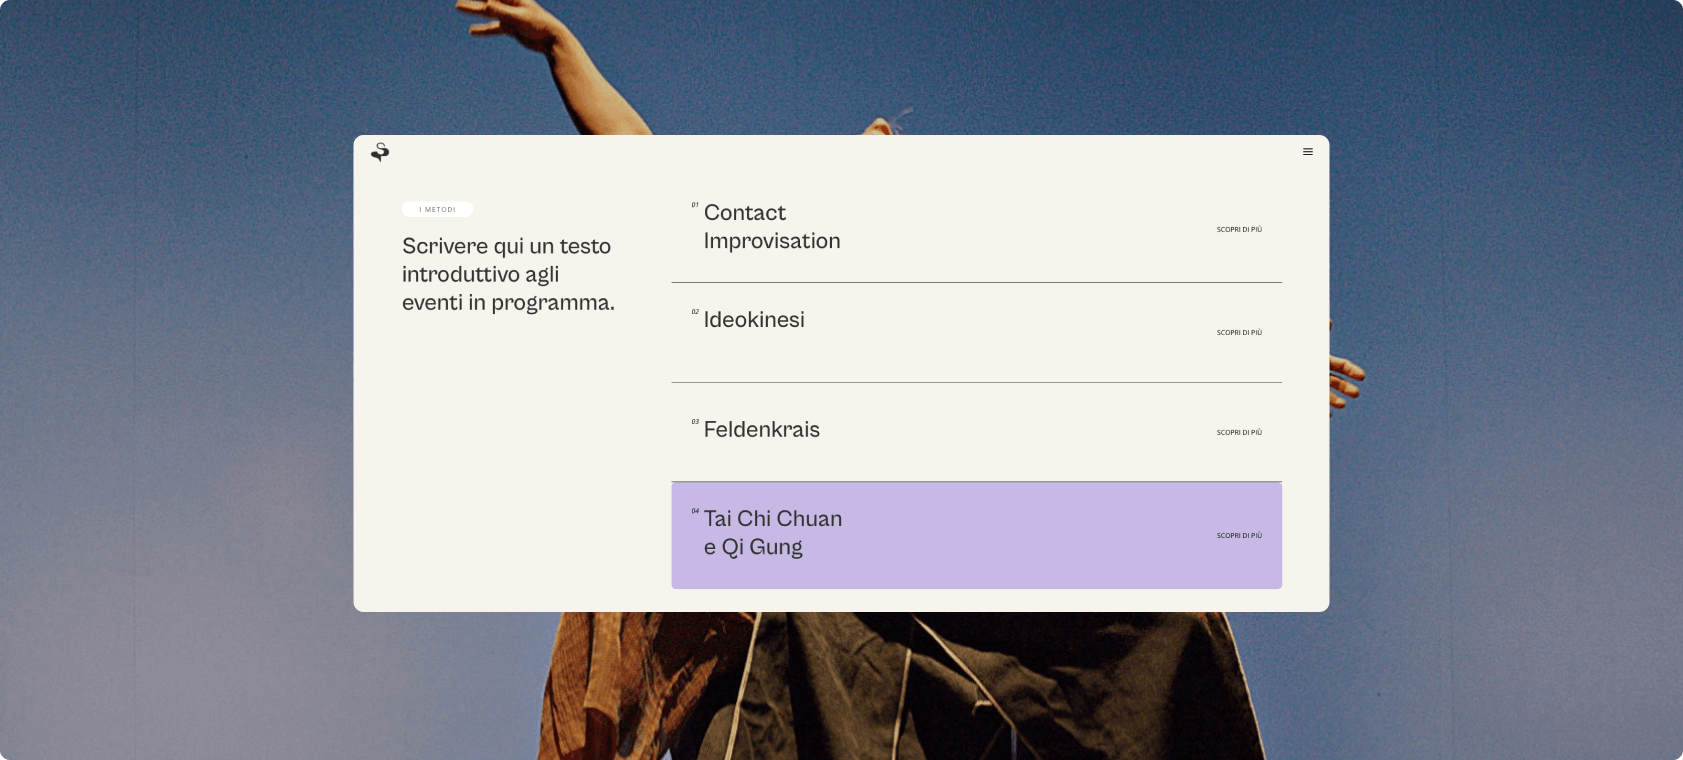 I METODI
Scrivere qui un testo
introduttivo agli
eventi in programma.
01
Contact
Improvisation
SCOPRI DI PIÙ
02
Ideokinesi
SCOPRI DI PIÙ
03
Feldenkrais
SCOPRI DI PIÙ
04
Tai Chi Chuan
e Qi Gung
SCOPRI DI PIÙ